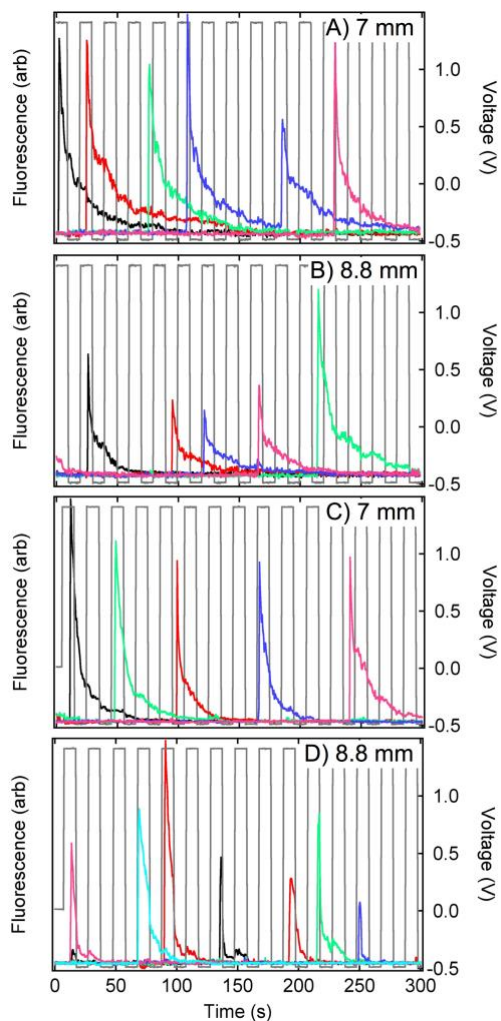 A) 7 mm
Fluorescence (arb)
1.0
0.5
0.0
-0.5
Voltage (V)
B) 8.8 mm
Fluorescence (arb)
1.0
0.5
0.0
-0.5
Voltage (V)
C) 7 mm
Fluorescence (arb)
1.0
0.5
0.0
-0.5
Voltage (V)
D) 8.8 mm
Fluorescence (arb)
1.0
0.5
0.0
-0.5
Voltage (V)
0 50 100 150 200 250 300
Time (s)